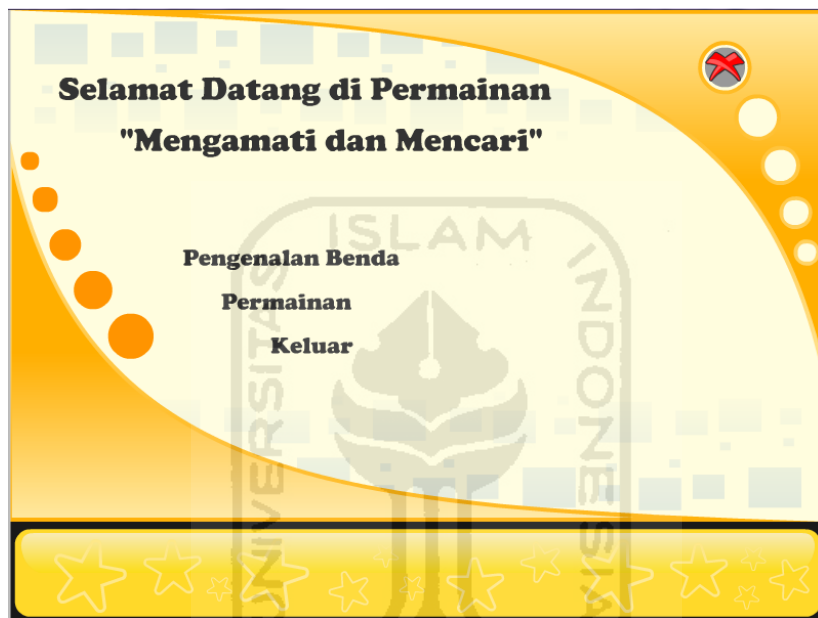 Selamat Datang di Permainan
"Mengamati dan Mencari"
Pengenalan Benda
Permainan
Keluar
UNIVERSITAS
ISLAM
INDONESIA